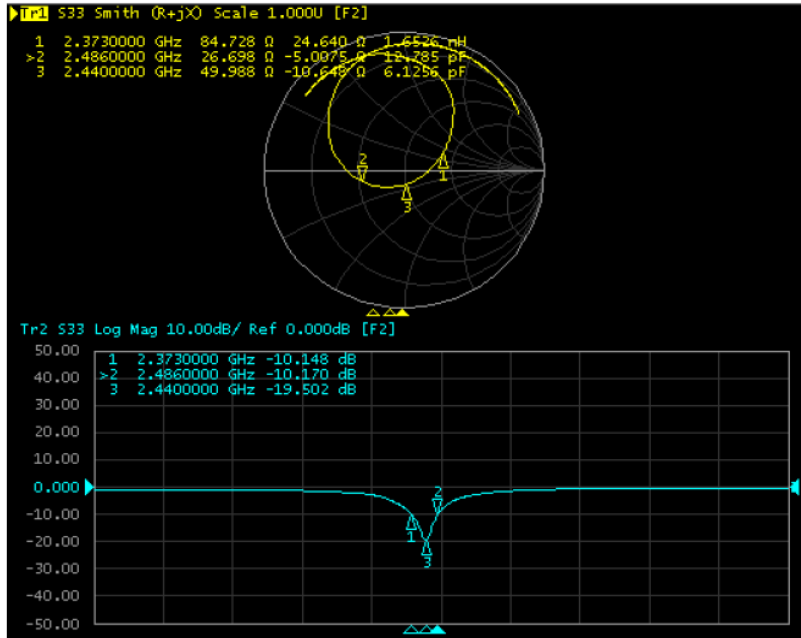 Tr1 S33 Smith (R+jX) Scale 1.000U [F2]
1 2.3730000 GHz 84.728 Ω 24.640 Ω 1.6526 nH
>2 2.4860000 GHz 26.698 Ω -5.0075 Ω 12.785 pF
3 2.4400000 GHz 49.988 Ω -10.648 Ω 6.1256 pF
2
1
3
Tr2 S33 Log Mag 10.00dB/ Ref 0.000dB [F2]
50.00
1 2.3730000 GHz -10.148 dB
40.00
>2 2.4860000 GHz -10.170 dB
3 2.4400000 GHz -19.502 dB
30.00
20.00
10.00
0.000
2
-10.00
1
-20.00
3
-30.00
-40.00
-50.00